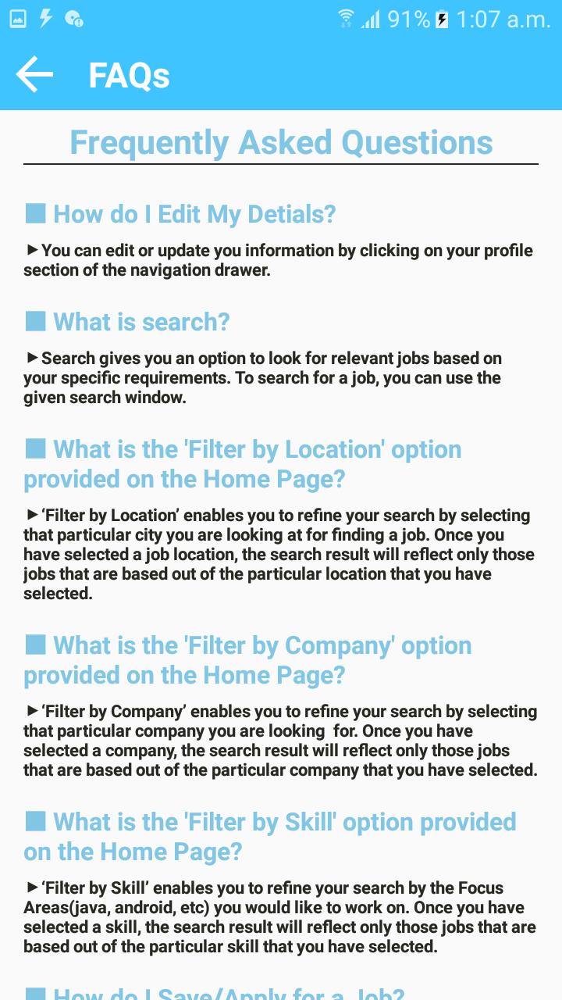 91% 1:07 a.m.
FAQs
Frequently Asked Questions
■ How do I Edit My Detials?
►You can edit or update you information by clicking on your profile
section of the navigation drawer.
■ What is search?
►Search gives you an option to look for relevant jobs based on
your specific requirements. To search for a job, you can use the
given search window.
■ What is the 'Filter by Location' option
provided on the Home Page?
►‘Filter by Location’ enables you to refine your search by selecting
that particular city you are looking at for finding a job. Once you
have selected a job location, the search result will reflect only those
jobs that are based out of the particular location that you have
selected.
■ What is the 'Filter by Company' option
provided on the Home Page?
►‘Filter by Company’ enables you to refine your search by selecting
that particular company you are looking  for. Once you have
selected a company, the search result will reflect only those jobs
that are based out of the particular company that you have selected.
■ What is the 'Filter by Skill' option provided
on the Home Page?
►‘Filter by Skill’ enables you to refine your search by the Focus
Areas(java, android, etc) you would like to work on. Once you have
selected a skill, the search result will reflect only those jobs that are
based out of the particular skill that you have selected.
■ How do I Save/Apply for a Job?